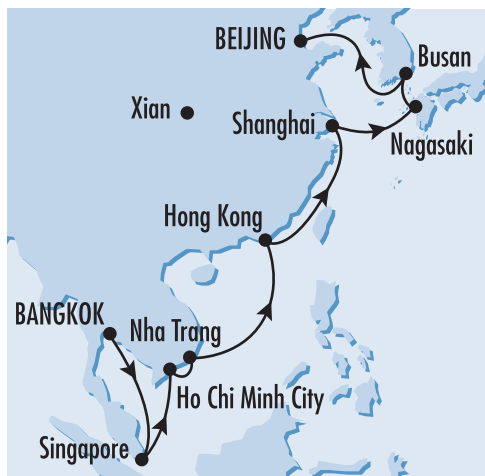 BEIJING
Busan
Xian
Shanghai
Nagasaki
Hong Kong
BANGKOK
Nha Trang
Ho Chi Minh City
Singapore